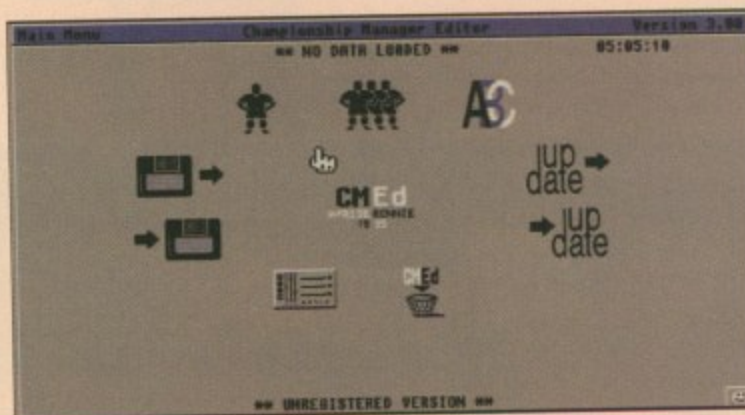 Main Menu Championship Manager Editor Version 3.00
** NO DATA LOADED ** 05:05:10
ABC
up date
up date
CMEd
CMEd
** UNREGISTERED VERSION **